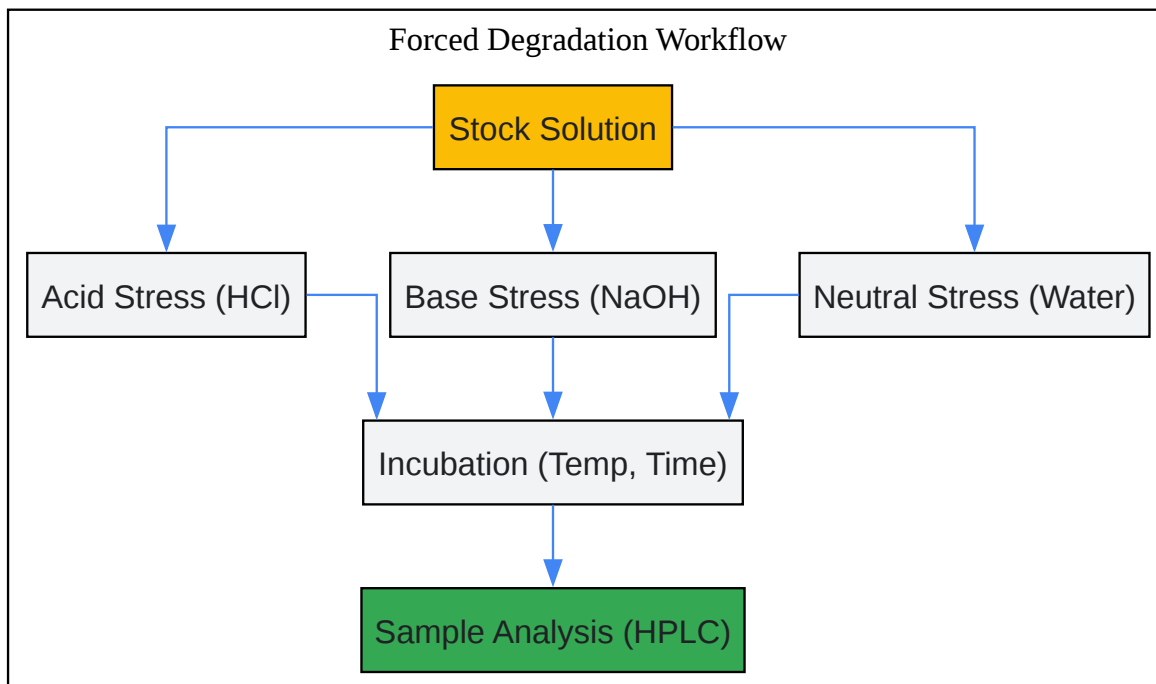 Forced Degradation Workflow
Stock Solution
Acid Stress (HCl)
Base Stress (NaOH)
Neutral Stress (Water)
Incubation (Temp, Time)
Sample Analysis (HPLC)